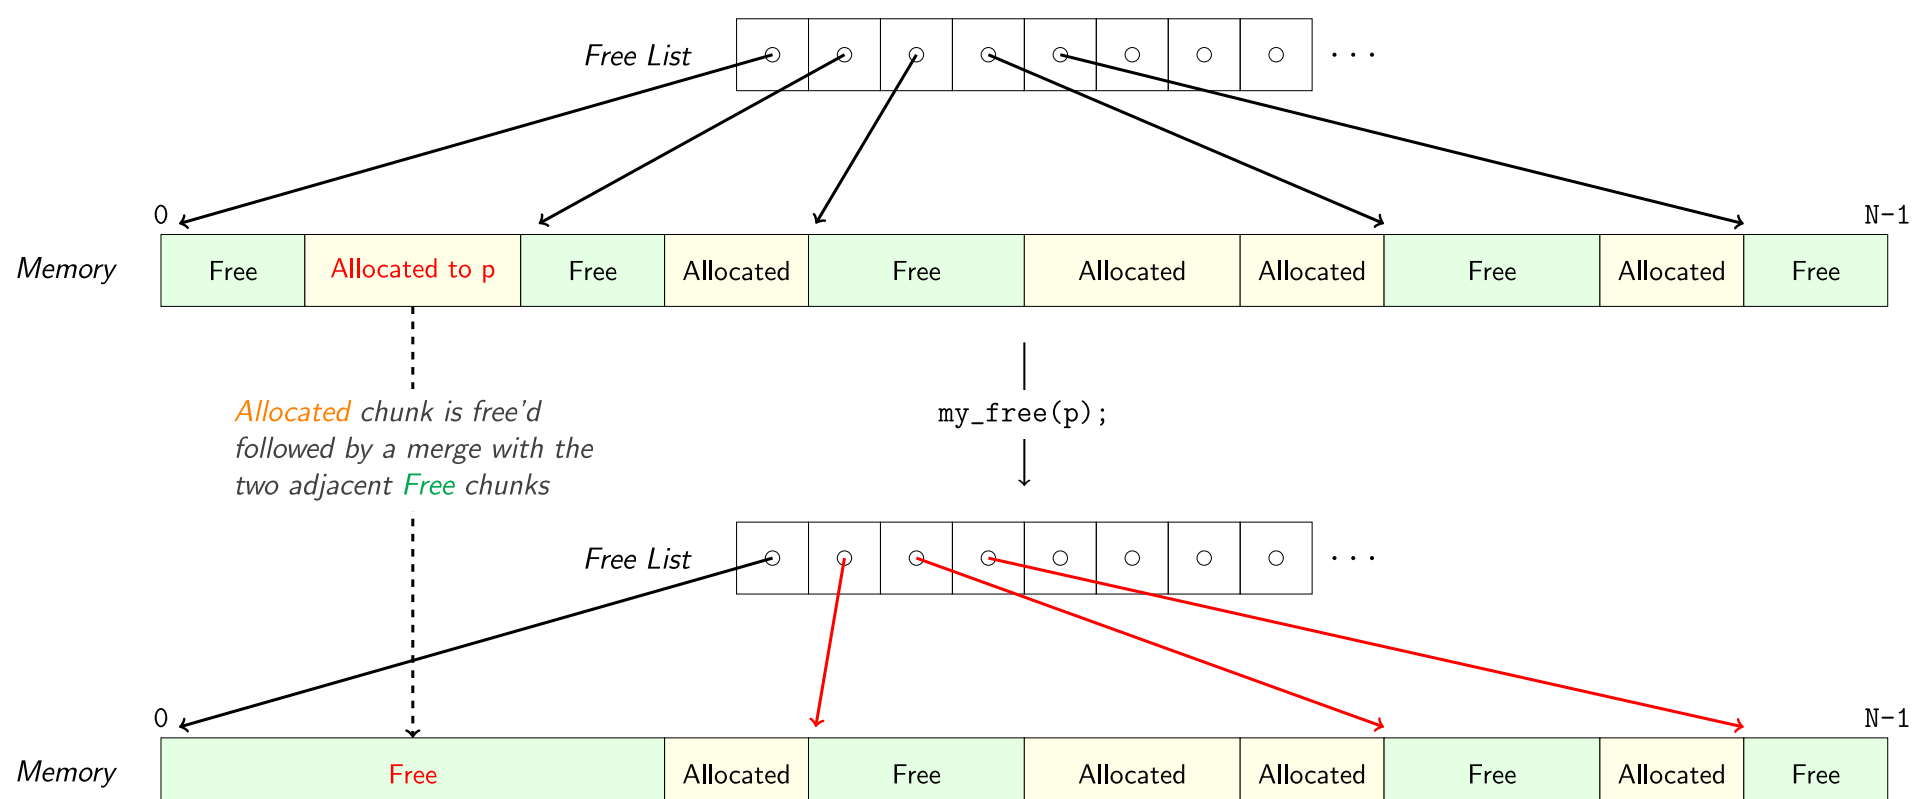 Free List ···
0 N-1
Memory Free Allocated to p Free Allocated Free Allocated Allocated Free Allocated Free
Allocated chunk is free'd
followed by a merge with the
two adjacent Free chunks
my_free(p);
Free List ···
0 N-1
Memory Free Allocated Free Allocated Allocated Free Allocated Free